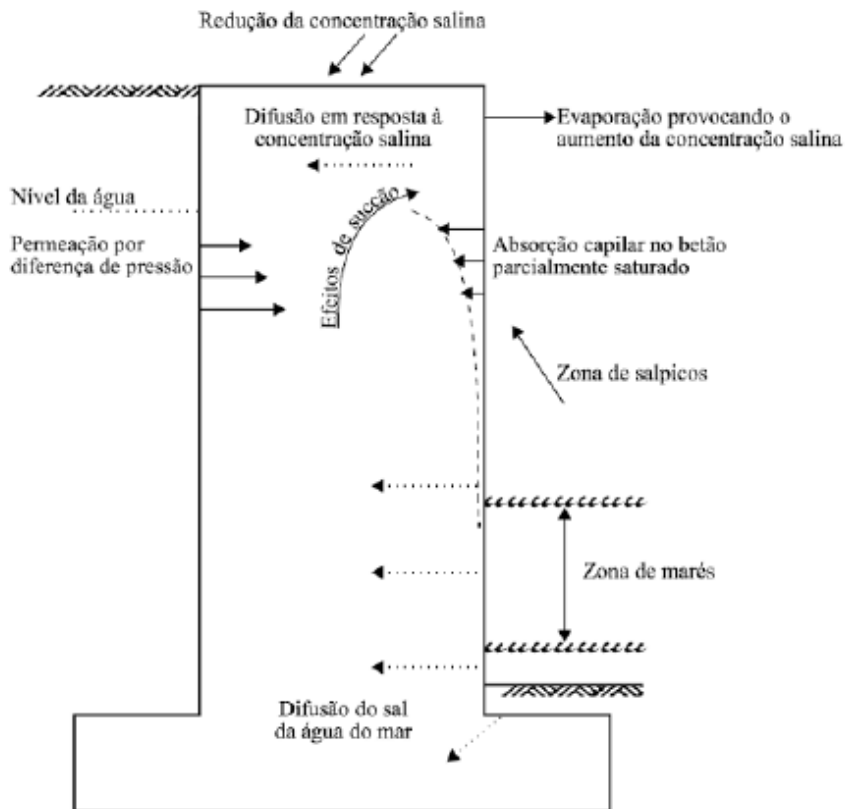 Redução da concentração salina
Difusão em resposta à
concentração salina
Evaporação provocando o
aumento da concentração salina
Nível da água
Permeação por
diferença de pressão
Efeitos de sucção
Absorção capilar no betão
parcialmente saturado
Zona de salpicos
Zona de marés
Difusão do sal
da água do mar